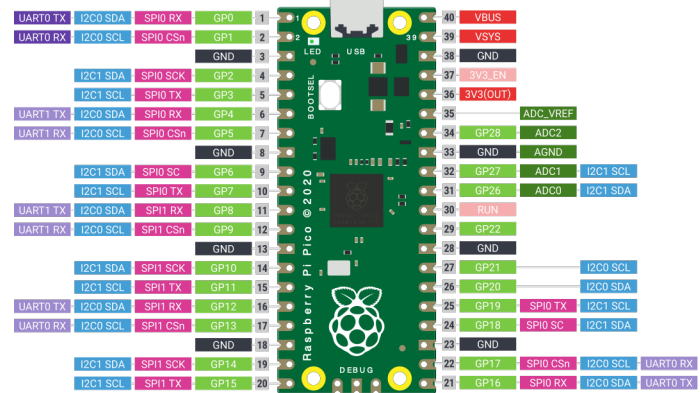 UART0 TX I2C0 SDA SPI0 RX GP0 1 40 VBUS
UART0 RX I2C0 SCL SPI0 CSn GP1 2 2 39 39 VSYS
GND 3 LED USB 38 GND
I2C1 SDA SPI0 SCK GP2 4 37 3V3_EN
I2C1 SCL SPI0 TX GP3 5 36 3V3(OUT)
UART1 TX I2C0 SDA SPI0 RX GP4 6 35 ADC_VREF
UART1 RX I2C0 SCL SPI0 CSn GP5 7 34 GP28 ADC2
GND 8 33 GND AGND
I2C1 SDA SPI0 SC GP6 9 32 GP27 ADC1 I2C1 SCL
I2C1 SCL SPI0 TX GP7 10 31 GP26 ADC0 I2C1 SDA
UART1 TX I2C0 SDA SPI1 RX GP8 11 30 RUN
UART1 RX I2C0 SCL SPI1 CSn GP9 12 29 GP22
GND 13 28 GND
I2C1 SDA SPI1 SCK GP10 14 27 GP21 I2C0 SCL
I2C1 SCL SPI1 TX GP11 15 26 GP20 I2C0 SDA
UART0 TX I2C0 SDA SPI1 RX GP12 16 25 GP19 SPI0 TX I2C1 SCL
UART0 RX I2C0 SCL SPI1 CSn GP13 17 24 GP18 SPI0 SC I2C1 SDA
GND 18 23 GND
I2C1 SDA SPI1 SCK GP14 19 22 GP17 SPI0 CSn I2C0 SCL UART0 RX
I2C1 SCL SPI1 TX GP15 20 21 GP16 SPI0 RX I2C0 SDA UART0 TX
1
BOOTSEL
Raspberry Pi Pico © 2020
DEBUG